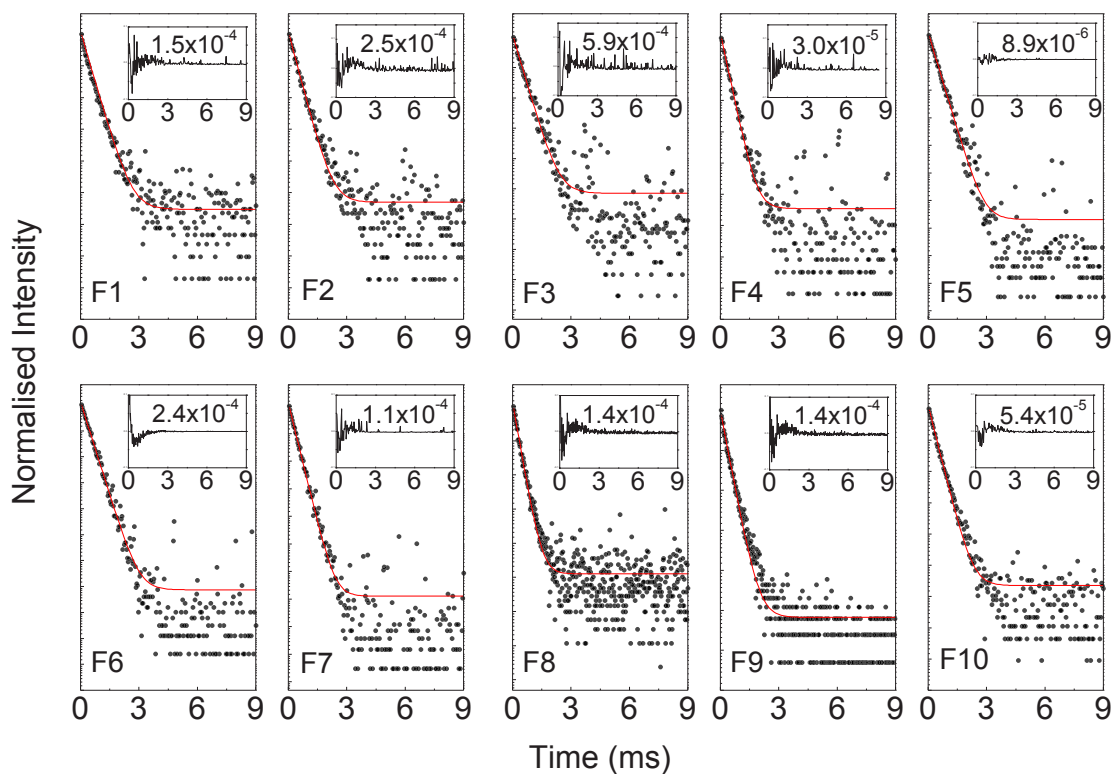 1.5x10⁻⁴
0 3 6 9
F1
0 3 6 9
2.5x10⁻⁴
0 3 6 9
F2
0 3 6 9
5.9x10⁻⁴
0 3 6 9
F3
0 3 6 9
3.0x10⁻⁵
0 3 6 9
F4
0 3 6 9
8.9x10⁻⁶
0 3 6 9
F5
0 3 6 9
Normalised Intensity
2.4x10⁻⁴
0 3 6 9
F6
0 3 6 9
1.1x10⁻⁴
0 3 6 9
F7
0 3 6 9
1.4x10⁻⁴
0 3 6 9
F8
0 3 6 9
1.4x10⁻⁴
0 3 6 9
F9
0 3 6 9
5.4x10⁻⁵
0 3 6 9
F10
0 3 6 9
Time (ms)